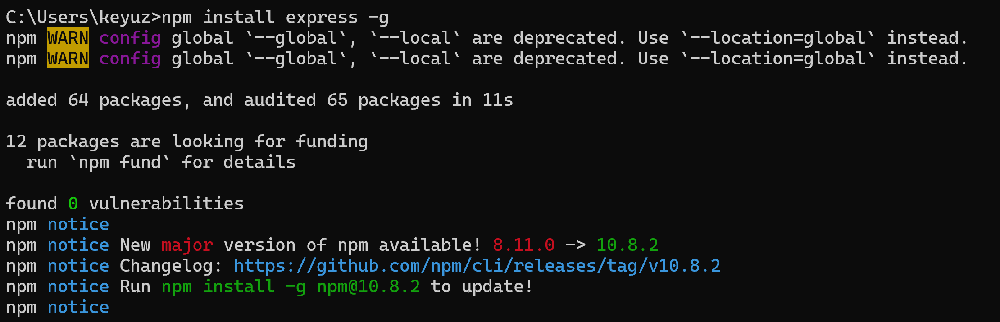 C:\Users\keyuz>npm install express -g
npm WARN config global `--global`, `--local` are deprecated. Use `--location=global` instead.
npm WARN config global `--global`, `--local` are deprecated. Use `--location=global` instead.
added 64 packages, and audited 65 packages in 11s
12 packages are looking for funding
  run `npm fund` for details
found 0 vulnerabilities
npm notice
npm notice New major version of npm available! 8.11.0 -> 10.8.2
npm notice Changelog: https://github.com/npm/cli/releases/tag/v10.8.2
npm notice Run npm install -g npm@10.8.2 to update!
npm notice